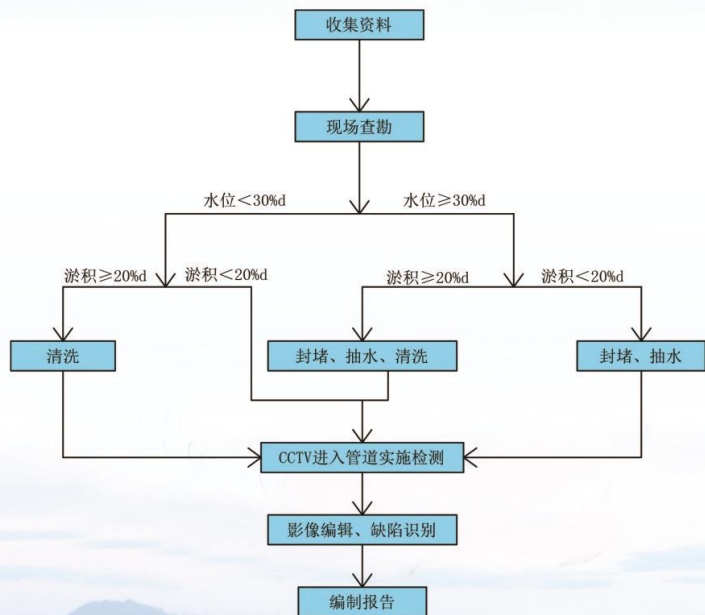 收集资料
现场查勘
水位<30%d
水位≥30%d
淤积≥20%d
淤积<20%d
淤积≥20%d
淤积<20%d
清洗
封堵、抽水、清洗
封堵、抽水
CCTV进入管道实施检测
影像编辑、缺陷识别
编制报告